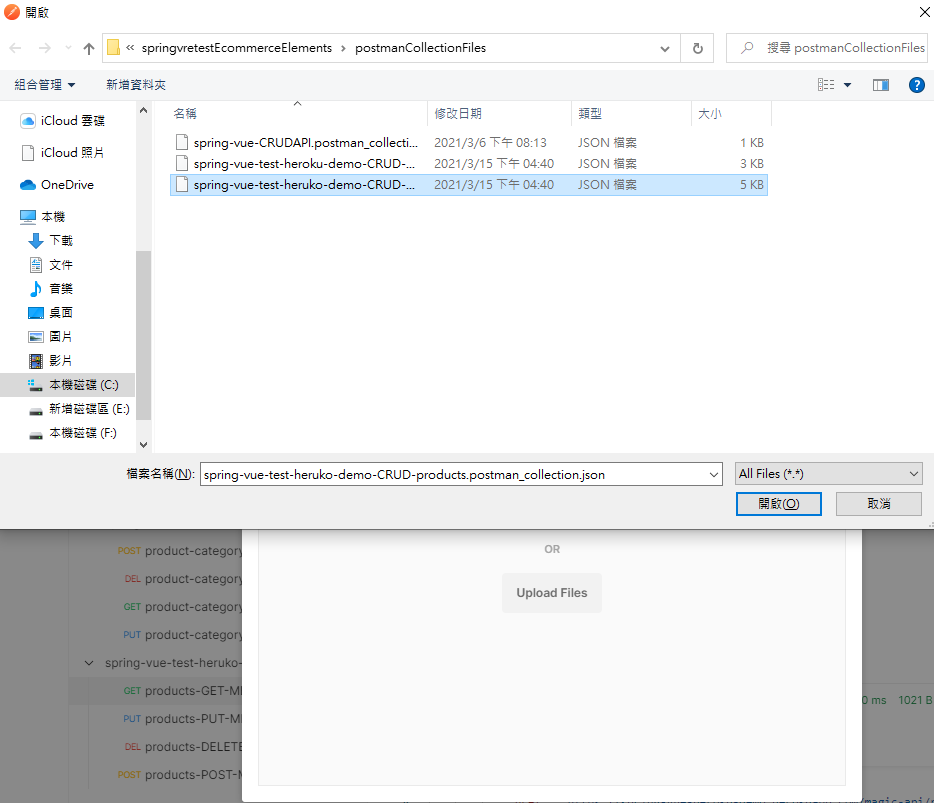 開啟
« springvretestEcommerceElements › postmanCollectionFiles
搜尋 postmanCollectionFiles
組合管理
新增資料夾
iCloud 雲碟
iCloud 照片
OneDrive
本機
下載
文件
音樂
桌面
圖片
影片
本機磁碟 (C:)
新增磁碟區 (E:)
本機磁碟 (F:)
名稱 修改日期 類型 大小
spring-vue-CRUDAPI.postman_collecti... 2021/3/6 下午 08:13 JSON 檔案 1 KB
spring-vue-test-heroku-demo-CRUD-... 2021/3/15 下午 04:40 JSON 檔案 3 KB
spring-vue-test-heruko-demo-CRUD-... 2021/3/15 下午 04:40 JSON 檔案 5 KB
檔案名稱(N): spring-vue-test-heruko-demo-CRUD-products.postman_collection.json
All Files (*.*)
開啟(O) 取消
POST product-category
DEL product-category
GET product-category
PUT product-category
spring-vue-test-heruko-
GET products-GET-M
PUT products-PUT-M
DEL products-DELETE
POST products-POST-M
OR
Upload Files
0 ms 1021 B